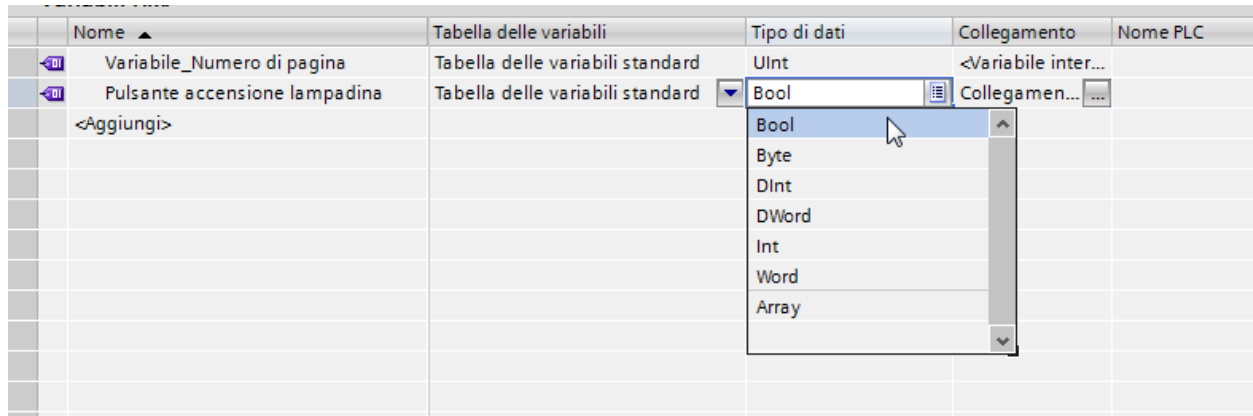 Nome Tabella delle variabili Tipo di dati Collegamento Nome PLC
Variabile_Numero di pagina Tabella delle variabili standard UInt <Variabile inter...
Pulsante accensione lampadina Tabella delle variabili standard Bool Collegamen... ...
<Aggiungi> Bool
Byte
DInt
DWord
Int
Word
Array